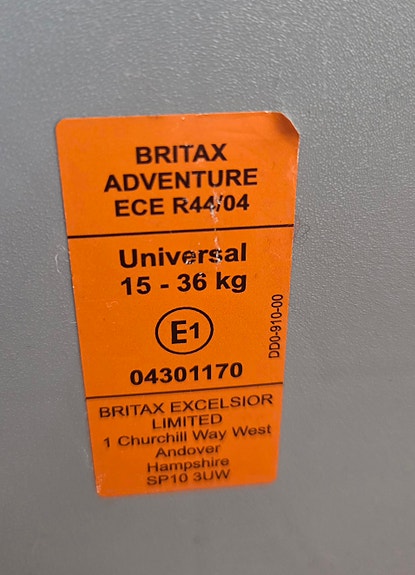 BRITAX
ADVENTURE
ECE R44/04
Universal
15 - 36 kg
E1
04301170
DD0-910-00
BRITAX EXCELSIOR
LIMITED
1 Churchill Way West
Andover
Hampshire
SP10 3UW